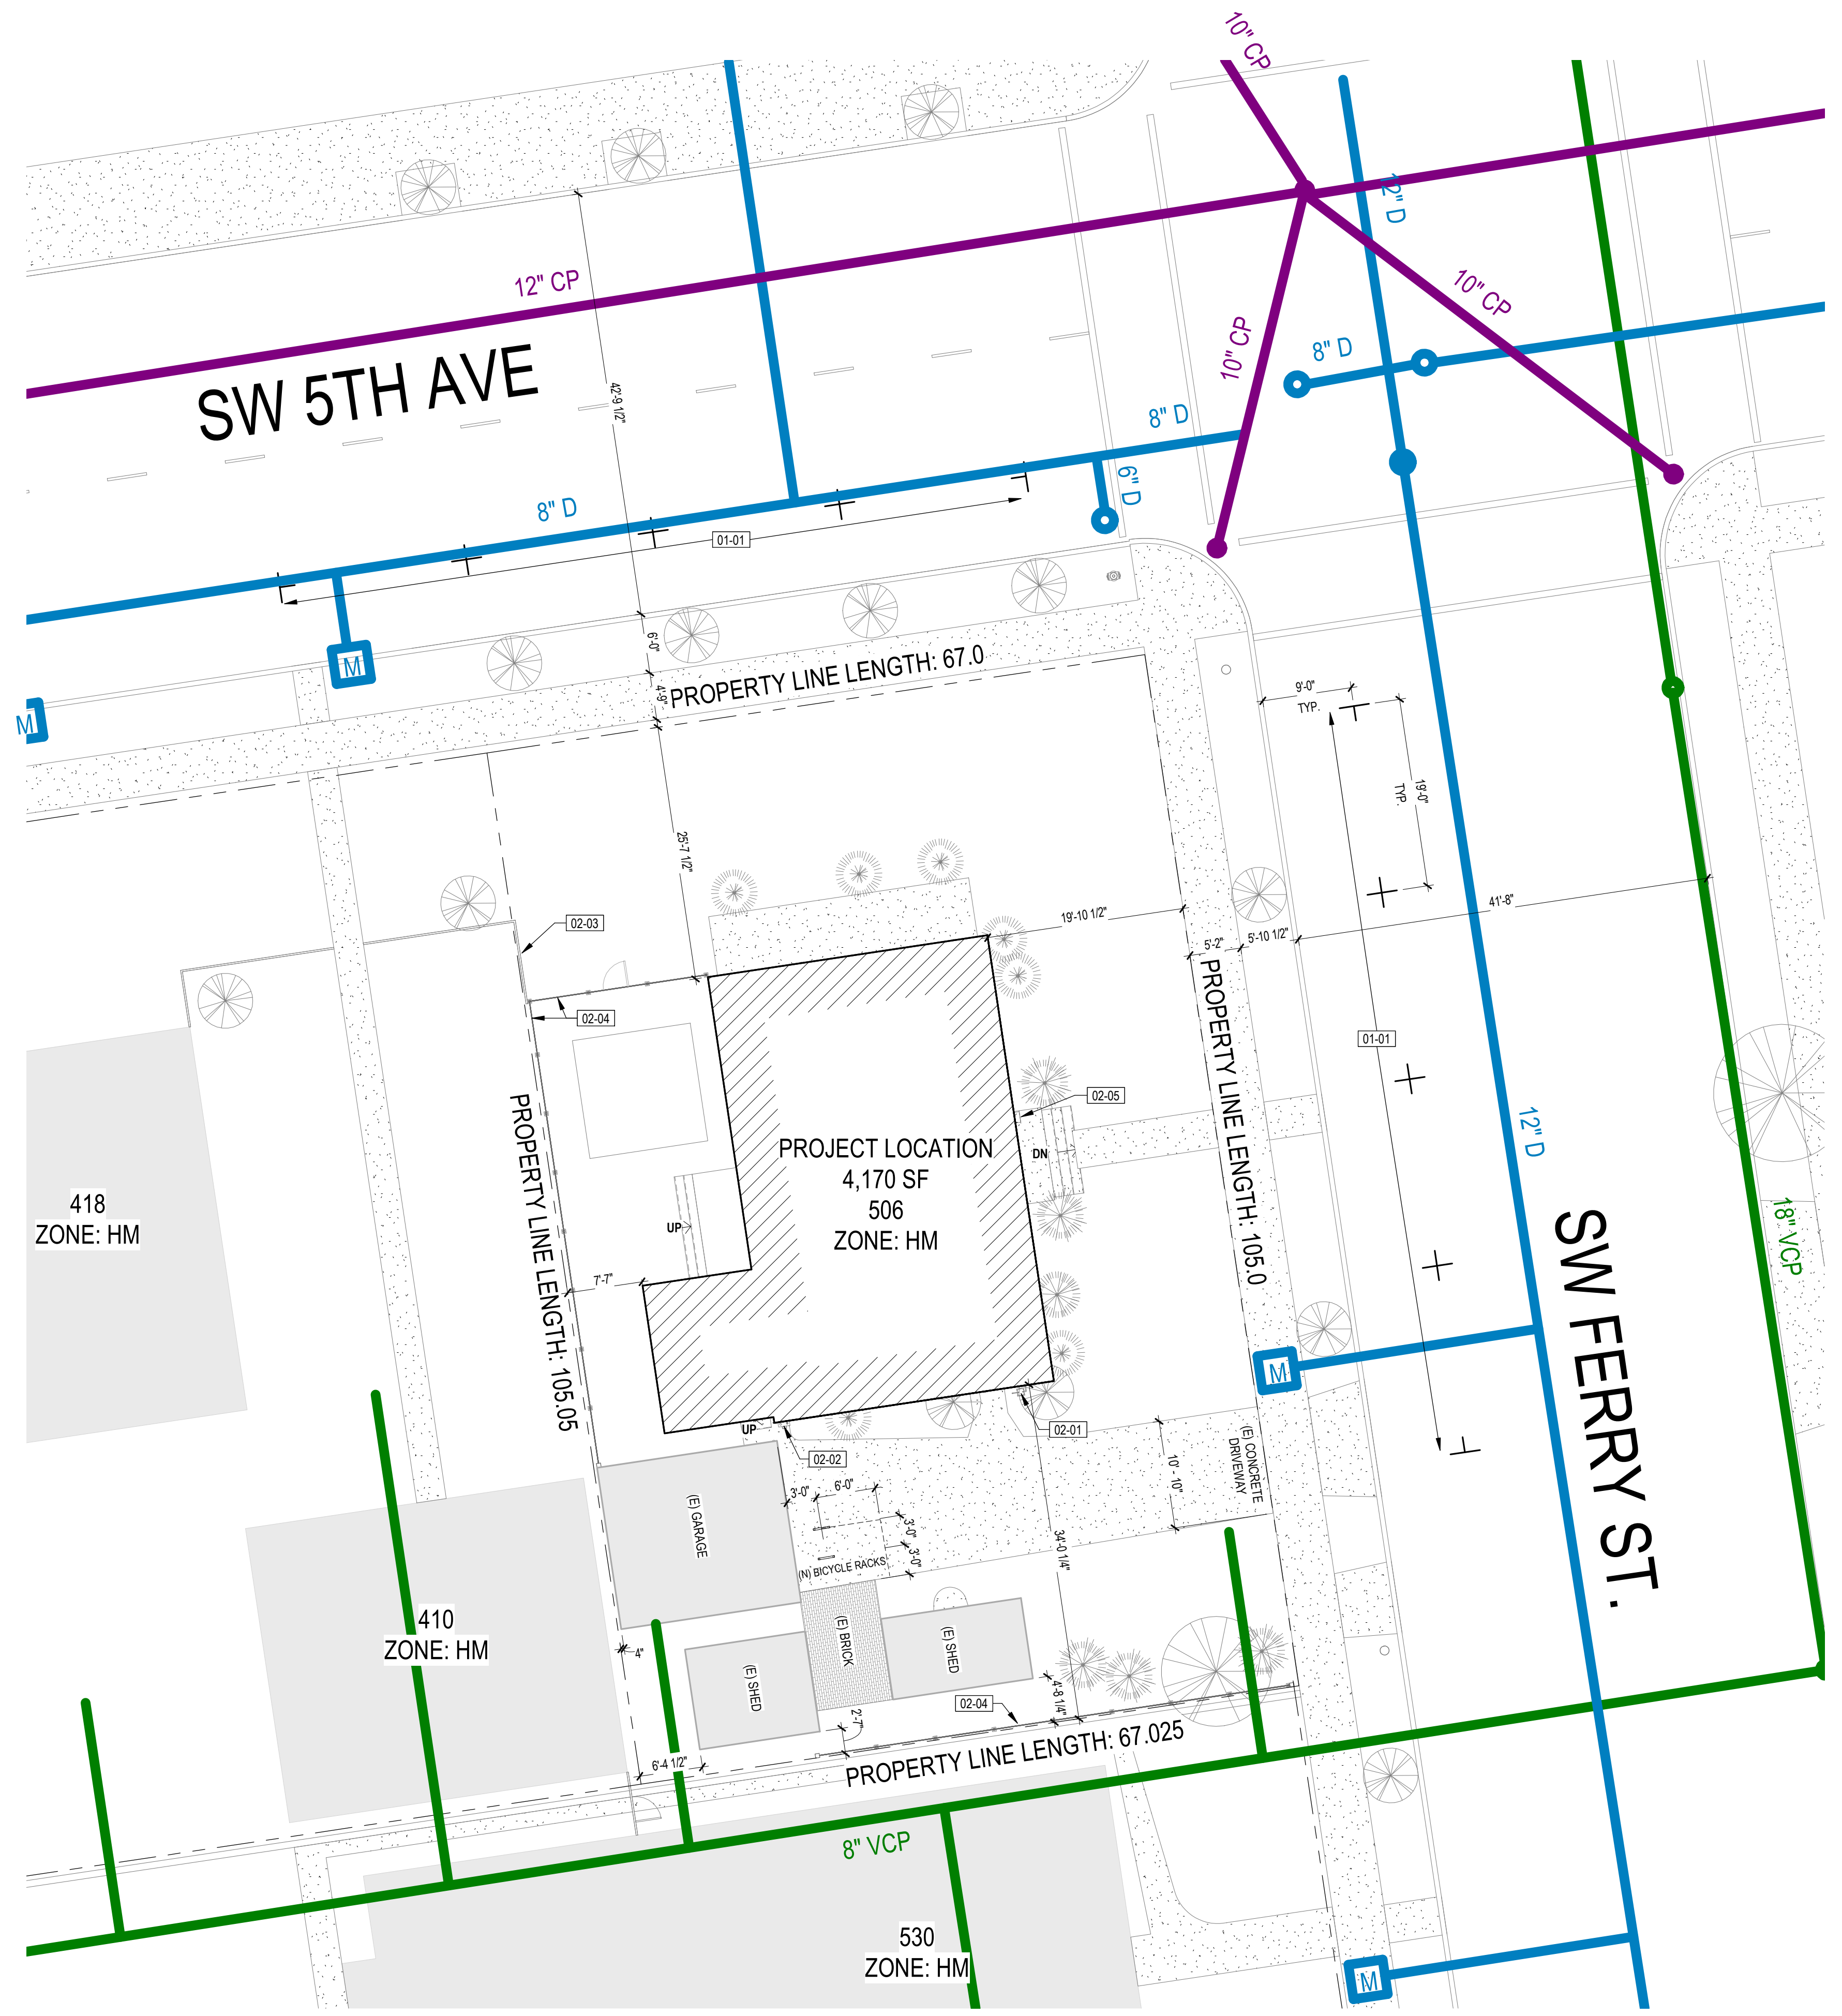 10" CP
12" D
12" CP
10" CP
10" CP
8" D
SW 5TH AVE
42'-9 1/2"
8" D
6" D
8" D
01-01
M
6'-0"
4'-9"
PROPERTY LINE LENGTH: 67.0
M
9'-0"
TYP.
19'-0"
TYP.
25'-7 1/2"
02-03
19'-10 1/2"
5'-2"
5'-10 1/2"
41'-8"
02-04
01-01
PROPERTY LINE LENGTH: 105.0
02-05
12" D
PROPERTY LINE LENGTH: 105.05
PROJECT LOCATION
4,170 SF
506
ZONE: HM
DN
UP
418
ZONE: HM
18" VCP
SW FERRY ST.
7'-7"
M
UP
02-02
02-01
10' - 10"
(E) CONCRETE
DRIVEWAY
3'-0"
6'-0"
(E) GARAGE
3'-0"
3'-0"
34'-0 1/4"
(N) BICYCLE RACKS
410
ZONE: HM
(E) BRICK
(E) SHED
(E) SHED
4"
4'-8 1/4"
02-04
2'-7"
6'-4 1/2"
PROPERTY LINE LENGTH: 67.025
8" VCP
530
ZONE: HM
M